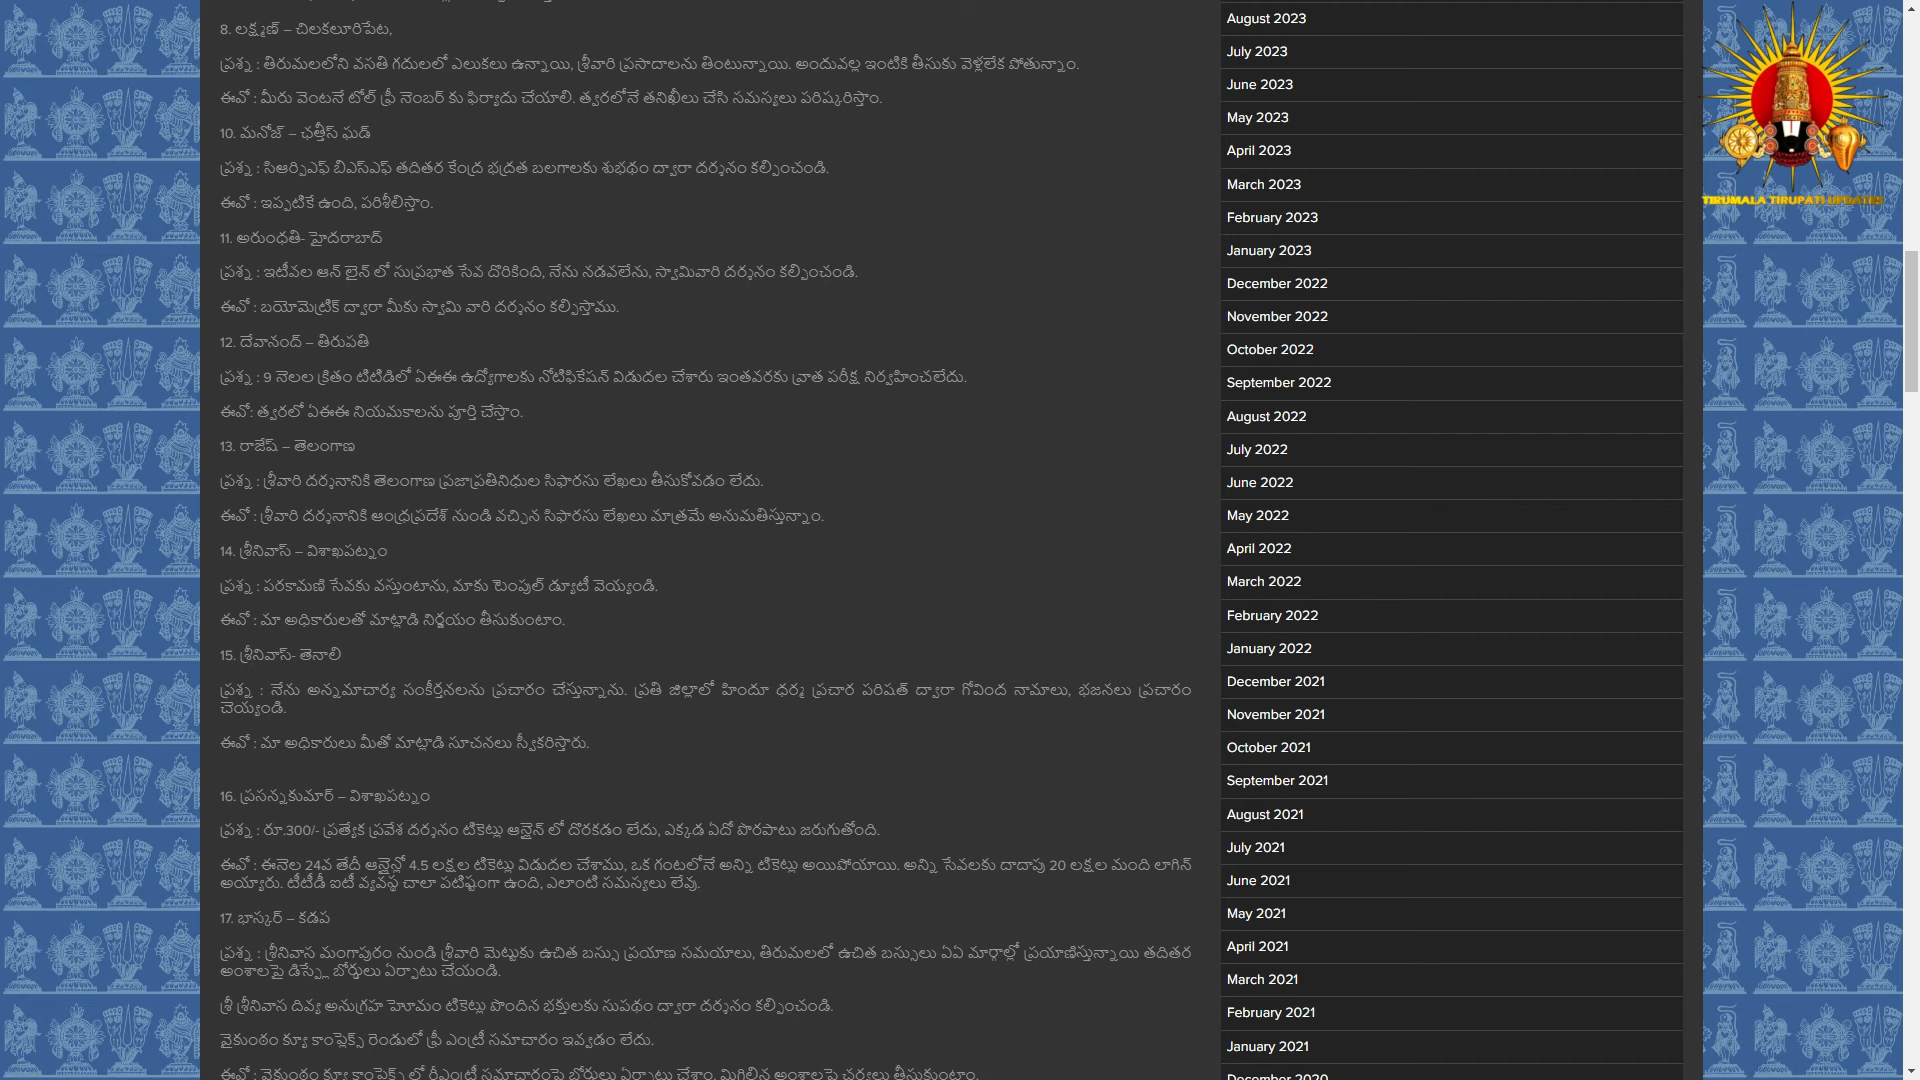 8. లక్ష్మణ్ – చిలకలూరిపేట,
ప్రశ్న : తిరుమలలోని వసతి గదులలో ఎలుకలు ఉన్నాయి, శ్రీవారి ప్రసాదాలను తింటున్నాయి. అందువల్ల ఇంటికి తీసుకు వెళ్లలేక పోతున్నాం.
ఈవో : మీరు వెంటనే టోల్ ఫ్రీ నెంబర్ కు ఫిర్యాదు చేయాలి. త్వరలోనే తనిఖీలు చేసి సమస్యలు పరిష్కరిస్తాం.
10. మనోజ్ – ఛత్తీస్ ఘడ్
ప్రశ్న : సిఆర్పిఎఫ్ బిఎస్ఎఫ్ తదితర కేంద్ర భద్రత బలగాలకు శుభథం ద్వారా దర్శనం కల్పించండి.
ఈవో : ఇప్పటికే ఉంది, పరిశీలిస్తాం.
11. అరుంధతి- హైదరాబాద్
ప్రశ్న : ఇటీవల ఆన్ లైన్ లో సుప్రభాత సేవ దొరికింది, నేను నడవలేను, స్వామివారి దర్శనం కల్పించండి.
ఈవో : బయోమెట్రిక్ ద్వారా మీకు స్వామి వారి దర్శనం కల్పిస్తాము.
12. దేవానంద్ – తిరుపతి
ప్రశ్న : 9 నెలల క్రితం టిటిడిలో ఏఈఈ ఉద్యోగాలకు నోటిఫికేషన్ విడుదల చేశారు ఇంతవరకు వ్రాత పరీక్ష నిర్వహించలేదు.
ఈవో: త్వరలో ఏఈఈ నియమకాలను పూర్తి చేస్తాం.
13. రాజేష్ – తెలంగాణ
ప్రశ్న : శ్రీవారి దర్శనానికి తెలంగాణ ప్రజాప్రతినిధుల సిఫారసు లేఖలు తీసుకోవడం లేదు.
ఈవో : శ్రీవారి దర్శనానికి ఆంధ్రప్రదేశ్ నుండి వచ్చిన సిఫారసు లేఖలు మాత్రమే అనుమతిస్తున్నాం.
14. శ్రీనివాస్ – విశాఖపట్నం
ప్రశ్న : పరకామణి సేవకు వస్తుంటాను, మాకు టెంపుల్ డ్యూటీ వెయ్యండి.
ఈవో : మా అధికారులతో మాట్లాడి నిర్ణయం తీసుకుంటాం.
15. శ్రీనివాస్- తెనాలి
ప్రశ్న : నేను అన్నమాచార్య సంకీర్తనలను ప్రచారం చేస్తున్నాను. ప్రతి జిల్లాలో హిందూ ధర్మ ప్రచార పరిషత్ ద్వారా గోవింద నామాలు, భజనలు ప్రచారం
చెయ్యండి.
ఈవో : మా అధికారులు మీతో మాట్లాడి సూచనలు స్వీకరిస్తారు.
16. ప్రసన్నకుమార్ – విశాఖపట్నం
ప్రశ్న : రూ.300/- ప్రత్యేక ప్రవేశ దర్శనం టికెట్లు ఆన్లైన్ లో దొరకడం లేదు, ఎక్కడ ఏదో పొరపాటు జరుగుతోంది.
ఈవో : ఈనెల 24వ తేదీ ఆన్లైన్లో 4.5 లక్షల టికెట్లు విడుదల చేశాము, ఒక గంటలోనే అన్ని టికెట్లు అయిపోయాయి. అన్ని సేవలకు దాదాపు 20 లక్షల మంది లాగిన్
అయ్యారు. టీటీడీ ఐటీ వ్యవస్థ చాలా పటిష్టంగా ఉంది, ఎలాంటి సమస్యలు లేవు.
17. భాస్కర్ – కడప
ప్రశ్న : శ్రీనివాస మంగాపురం నుండి శ్రీవారి మెట్టుకు ఉచిత బస్సు ప్రయాణ సమయాలు, తిరుమలలో ఉచిత బస్సులు ఏఏ మార్గాల్లో ప్రయాణిస్తున్నాయి తదితర
అంశాలపై డిస్ప్లే బోర్డులు ఏర్పాటు చేయండి.
శ్రీ శ్రీనివాస దివ్య అనుగ్రహ హెూమం టికెట్లు పొందిన భక్తులకు సుపథం ద్వారా దర్శనం కల్పించండి.
వైకుంఠం క్యూ కాంప్లెక్స్ రెండులో ఫ్రీ ఎంట్రీ సమాచారం ఇవ్వడం లేదు.
ఈవో : వైకుంఠం క్యూ కాంప్లెక్స్ లో రీఎంట్రీ సమాచారంపై బోర్డులు ఏర్పాటు చేశాం. మిగిలిన అంశాలపై చర్యలు తీసుకుంటాం.
August 2023
July 2023
June 2023
May 2023
April 2023
March 2023
February 2023
January 2023
December 2022
November 2022
October 2022
September 2022
August 2022
July 2022
June 2022
May 2022
April 2022
March 2022
February 2022
January 2022
December 2021
November 2021
October 2021
September 2021
August 2021
July 2021
June 2021
May 2021
April 2021
March 2021
February 2021
January 2021
December 2020
TIRUMALA TIRUPATI UPDATES